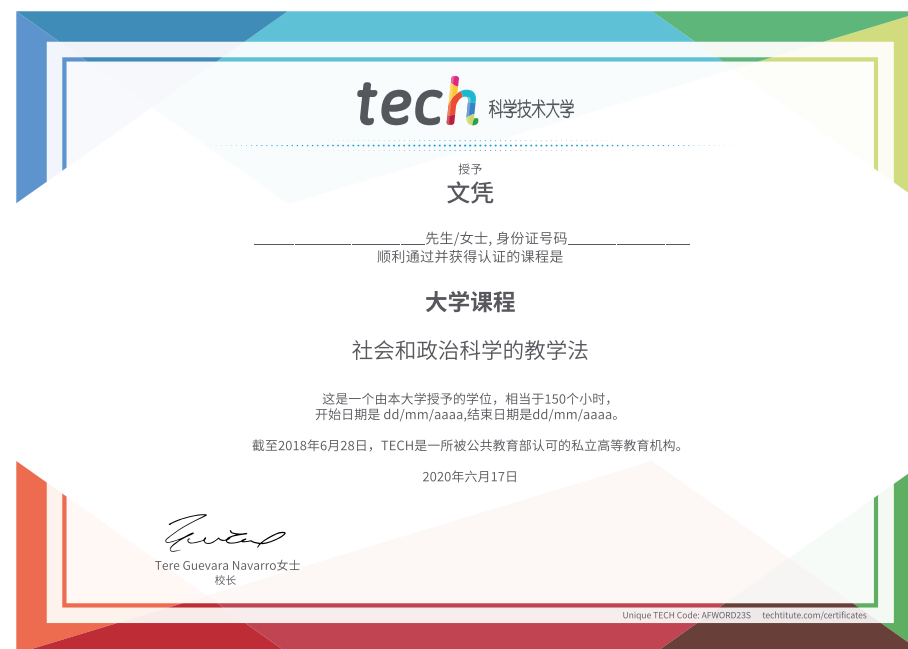 tech 科学技术大学
授予
文凭
____________________先生/女士, 身份证号码______________
顺利通过并获得认证的课程是
大学课程
社会和政治科学的教学法
这是一个由本大学授予的学位，相当于150个小时，
开始日期是 dd/mm/aaaa,结束日期是dd/mm/aaaa。
截至2018年6月28日，TECH是一所被公共教育部认可的私立高等教育机构。
2020年六月17日
Tere Guevara Navarro女士
校长
Unique TECH Code: AFWORD23S techtitute.com/certificates